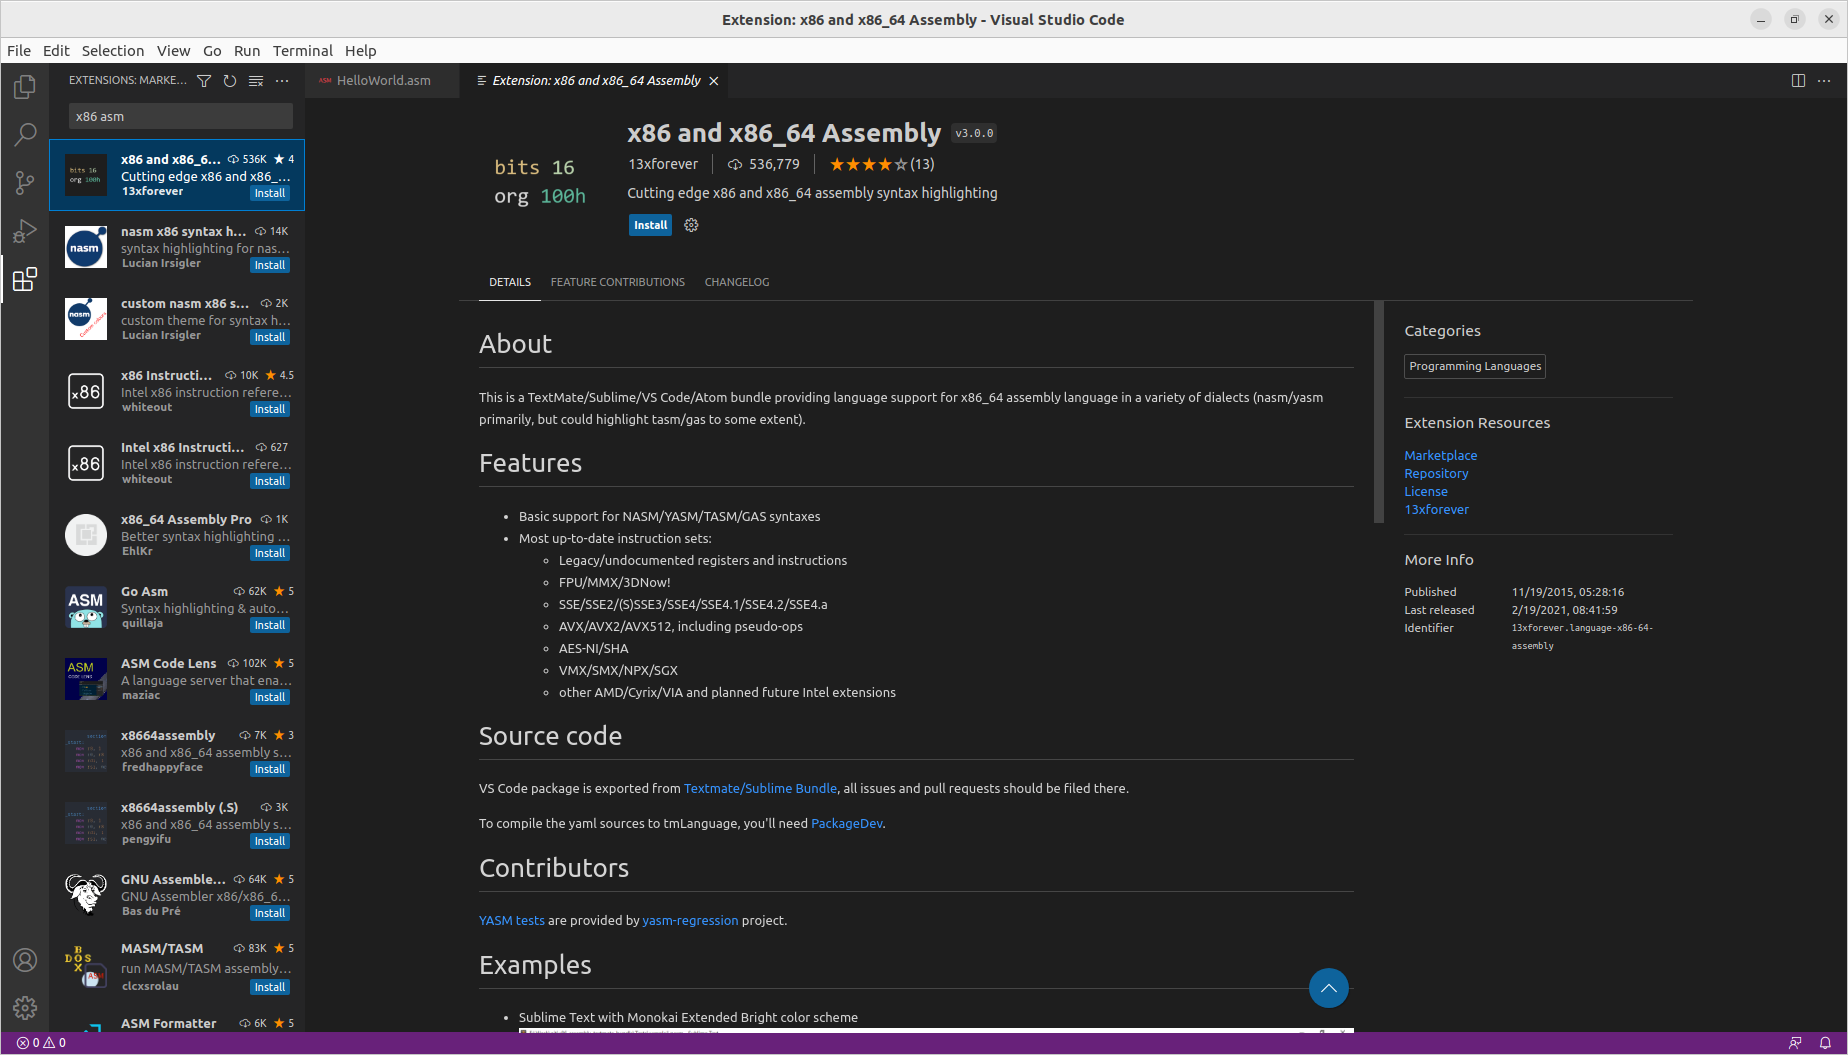 Extension: x86 and x86_64 Assembly - Visual Studio Code
File Edit Selection View Go Run Terminal Help
EXTENSIONS: MARKE...
x86 asm
x86 and x86_6... 536K ★ 4
Cutting edge x86 and x86_...
13xforever Install
bits 16
org 100h
nasm x86 syntax h... 14K
syntax highlighting for nas...
Lucian Irsigler Install
nasm
custom nasm x86 s... 2K
custom theme for syntax h...
Lucian Irsigler Install
nasm
x86 Instructi... 10K ★ 4.5
Intel x86 instruction refere...
whiteout Install
x86
Intel x86 Instructi... 627
Intel x86 instruction refere...
whiteout Install
x86
x86_64 Assembly Pro 1K
Better syntax highlighting ...
EhlKr Install
Go Asm 62K ★ 5
Syntax highlighting & auto...
quillaja Install
ASM
ASM Code Lens 102K ★ 5
A language server that ena...
maziac Install
ASM
CODE LENS
x8664assembly 7K ★ 3
x86 and x86_64 assembly s...
fredhappyface Install
x8664assembly (.S) 3K
x86 and x86_64 assembly s...
pengyifu Install
GNU Assemble... 64K ★ 5
GNU Assembler x86/x86_6...
Bas du Pré Install
MASM/TASM 83K ★ 5
run MASM/TASM assembly...
clcxsrolau Install
DOS
BOX
ASM
ASM Formatter 6K ★ 5
ASM HelloWorld.asm
Extension: x86 and x86_64 Assembly
bits 16
org 100h
x86 and x86_64 Assembly v3.0.0
13xforever 536,779 ★★★★☆(13)
Cutting edge x86 and x86_64 assembly syntax highlighting
Install
DETAILS FEATURE CONTRIBUTIONS CHANGELOG
About
This is a TextMate/Sublime/VS Code/Atom bundle providing language support for x86_64 assembly language in a variety of dialects (nasm/yasm
primarily, but could highlight tasm/gas to some extent).
Features
• Basic support for NASM/YASM/TASM/GAS syntaxes
• Most up-to-date instruction sets:
◦ Legacy/undocumented registers and instructions
◦ FPU/MMX/3DNow!
◦ SSE/SSE2/(S)SSE3/SSE4/SSE4.1/SSE4.2/SSE4.a
◦ AVX/AVX2/AVX512, including pseudo-ops
◦ AES-NI/SHA
◦ VMX/SMX/NPX/SGX
◦ other AMD/Cyrix/VIA and planned future Intel extensions
Source code
VS Code package is exported from Textmate/Sublime Bundle, all issues and pull requests should be filed there.
To compile the yaml sources to tmLanguage, you'll need PackageDev.
Contributors
YASM tests are provided by yasm-regression project.
Examples
• Sublime Text with Monokai Extended Bright color scheme
Categories
Programming Languages
Extension Resources
Marketplace
Repository
License
13xforever
More Info
Published 11/19/2015, 05:28:16
Last released 2/19/2021, 08:41:59
Identifier 13xforever.language-x86-64-
assembly
0 0